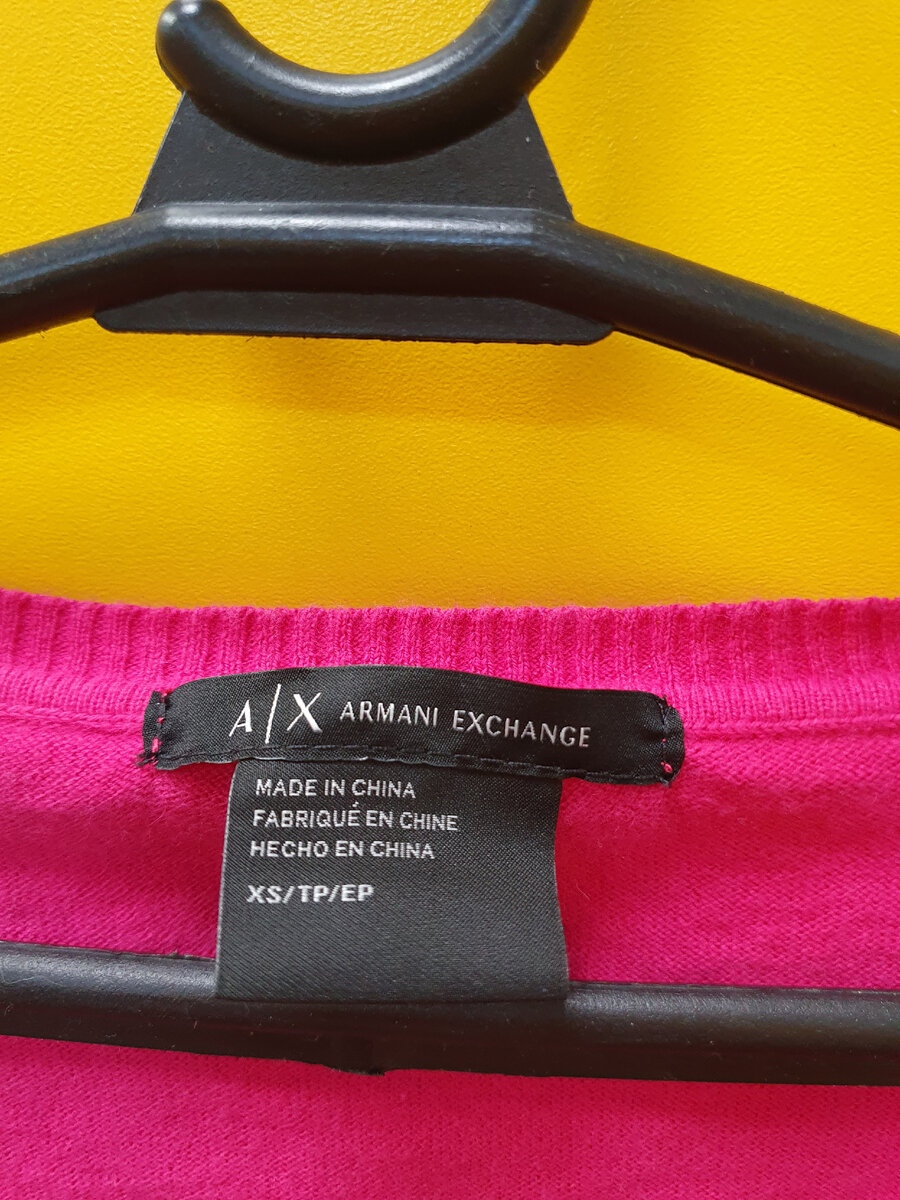 A|X ARMANI EXCHANGE
MADE IN CHINA
FABRIQUÉ EN CHINE
HECHO EN CHINA
XS/TP/EP